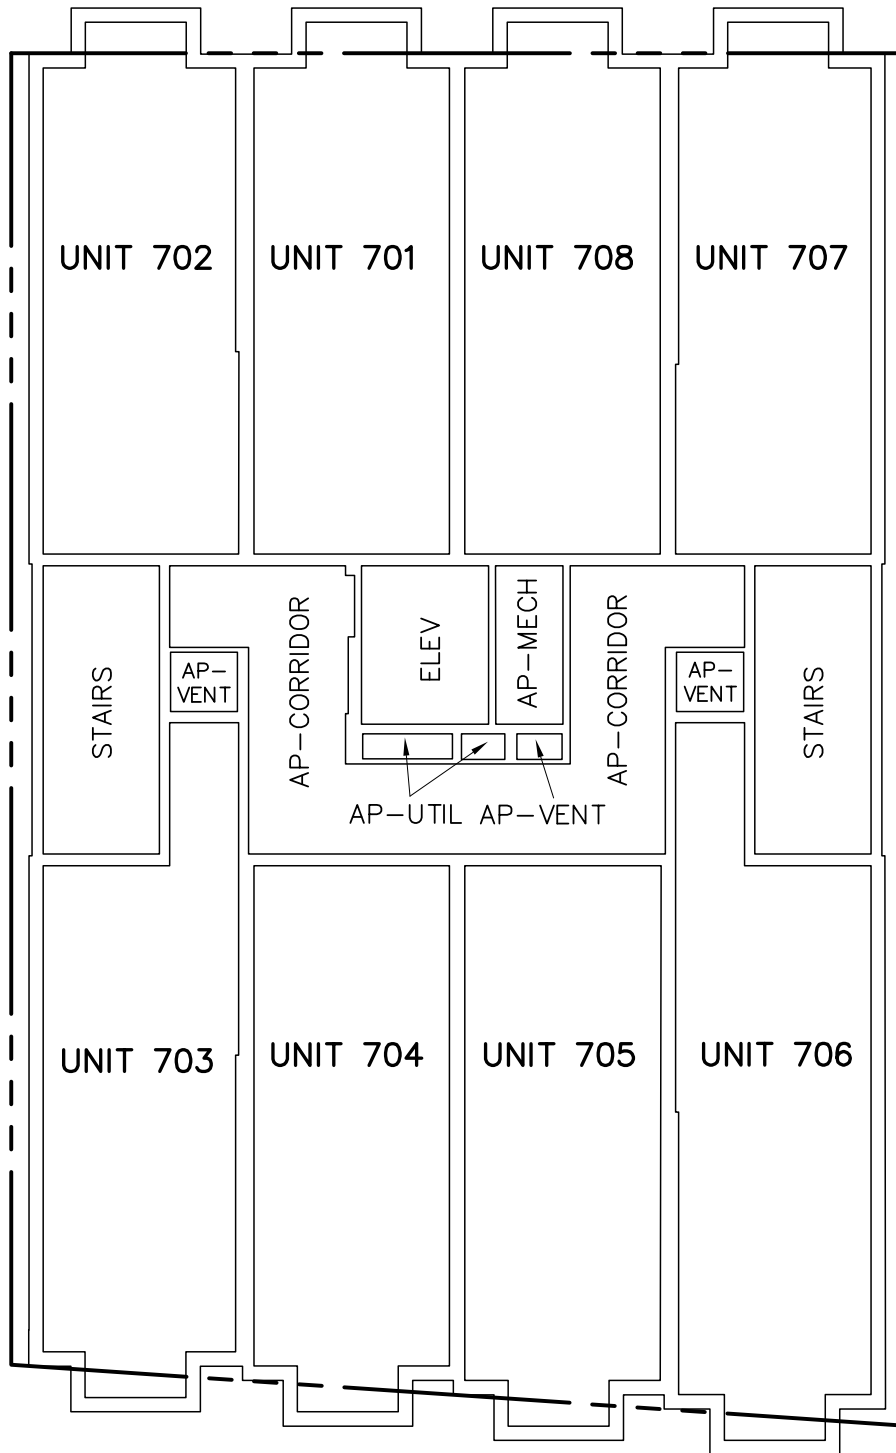 UNIT 702
UNIT 701
UNIT 708
UNIT 707
STAIRS
AP-
VENT
AP-CORRIDOR
ELEV
AP-MECH
AP-CORRIDOR
AP-
VENT
STAIRS
AP-UTIL
AP-VENT
UNIT 703
UNIT 704
UNIT 705
UNIT 706